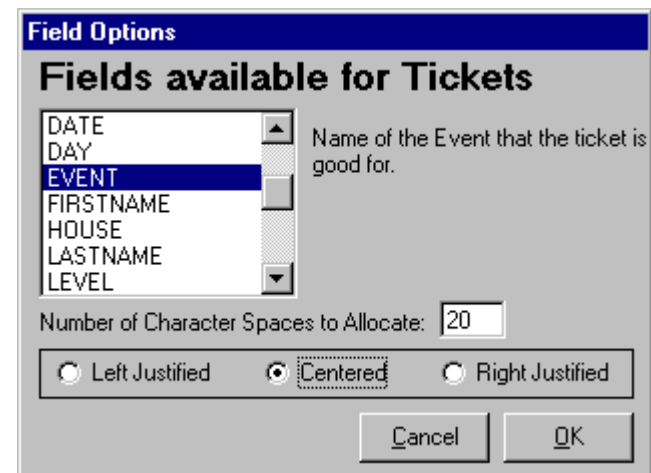 Field Options
Fields available for Tickets
DATE
DAY
EVENT
FIRSTNAME
HOUSE
LASTNAME
LEVEL
Name of the Event that the ticket is
good for.
Number of Character Spaces to Allocate: 20
Left Justified Centered Right Justified
Cancel OK